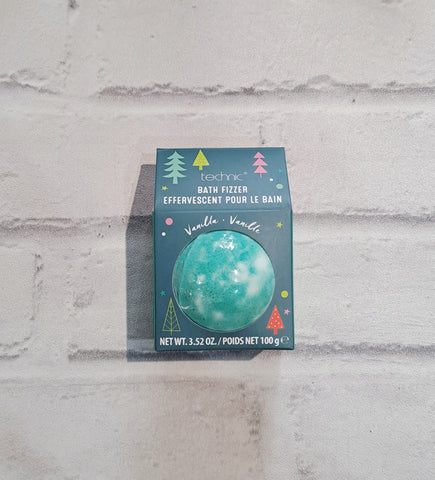 technic
BATH FIZZER
EFFERVESCENT POUR LE BAIN
Vanilla · Vanille
NET WT. 3.52 OZ. / POIDS NET 100 g ℮